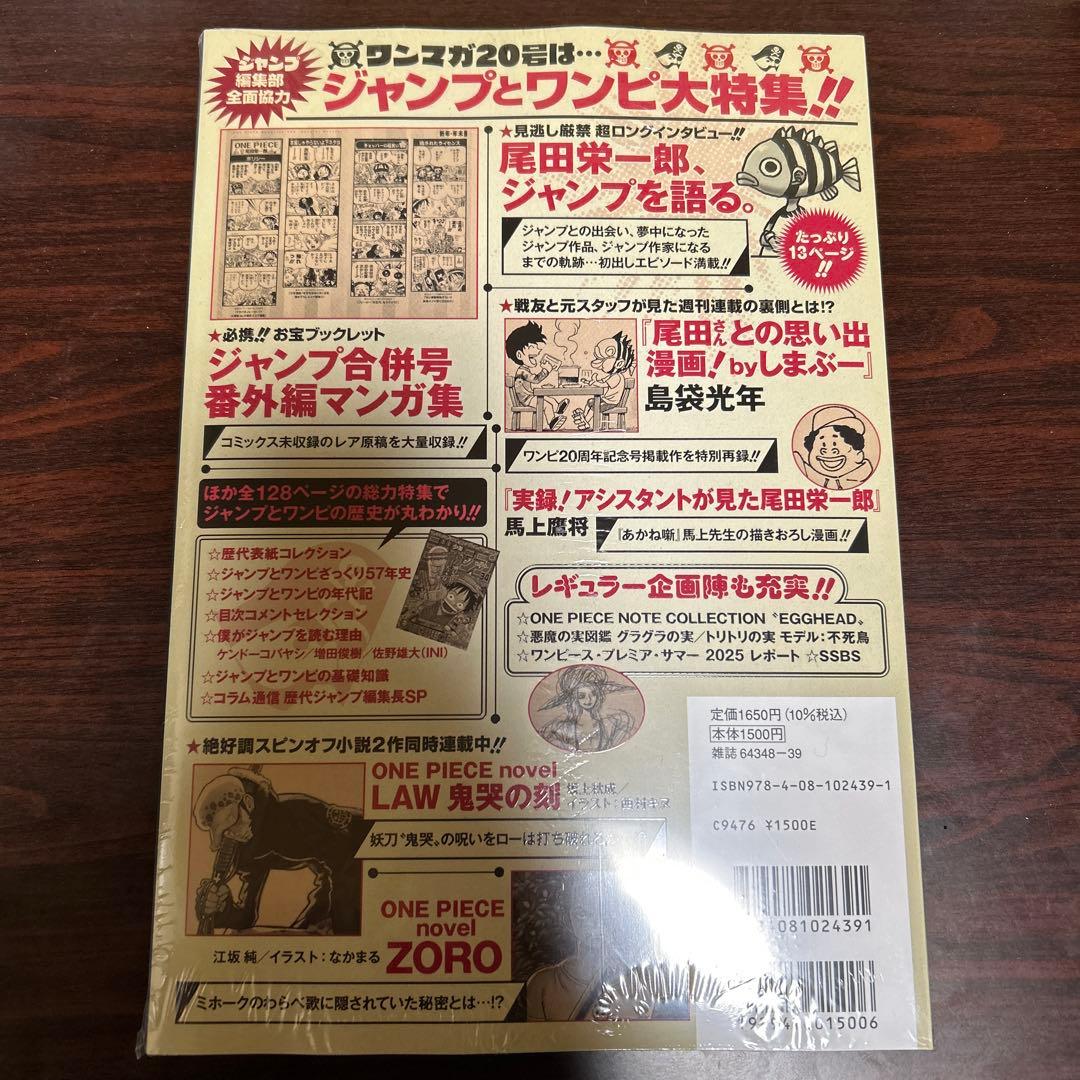 ジャンプ
編集部
全面協力
ワンマガ20号は…
ジャンプとワンピ大特集!!
ONE PIECE
★必携!! お宝ブックレット
ジャンプ合併号
番外編マンガ集
コミックス未収録のレア原稿を大量収録!!
★見逃し厳禁 超ロングインタビュー!!
尾田栄一郎、
ジャンプを語る。
ジャンプとの出会い、夢中になった
ジャンプ作品、ジャンプ作家になる
までの軌跡…初出しエピソード満載!!
たっぷり
13ページ
!!
★戦友と元スタッフが見た週刊連載の裏側とは!?
『尾田さんとの思い出
漫画!byしまぶー』
島袋光年
ワンピ20周年記念号掲載作を特別再録!!
『実録!アシスタントが見た尾田栄一郎』
馬上鷹将
『あかね噺』馬上先生の描きおろし漫画!!
ほか全128ページの総力特集で
ジャンプとワンピの歴史が丸わかり!!
☆歴代表紙コレクション
☆ジャンプとワンピざっくり57年史
☆ジャンプとワンピの年代記
☆目次コメントセレクション
☆僕がジャンプを読む理由
ケンドーコバヤシ/増田俊樹/佐野雄大(INI)
☆ジャンプとワンピの基礎知識
☆コラム通信 歴代ジャンプ編集長SP
レギュラー企画陣も充実!!
☆ONE PIECE NOTE COLLECTION〝EGGHEAD〟
☆悪魔の実図鑑 グラグラの実/トリトリの実 モデル:不死鳥
☆ワンピース・プレミア・サマー 2025 レポート ☆SSBS
★絶好調スピンオフ小説2作同時連載中!!
ONE PIECE novel
LAW 鬼哭の刻
イラスト:
妖刀〝鬼哭〟の呪いをローは打ち破れる
ONE PIECE
novel
ZORO
江坂 純/イラスト:なかまる
ミホークのわらべ歌に隠されていた秘密とは…!?
定価1650円(10%税込)
本体1500円
雑誌 64348-39
ISBN978-4-08-102439-1
C9476 ¥1500E
4081024391
015006